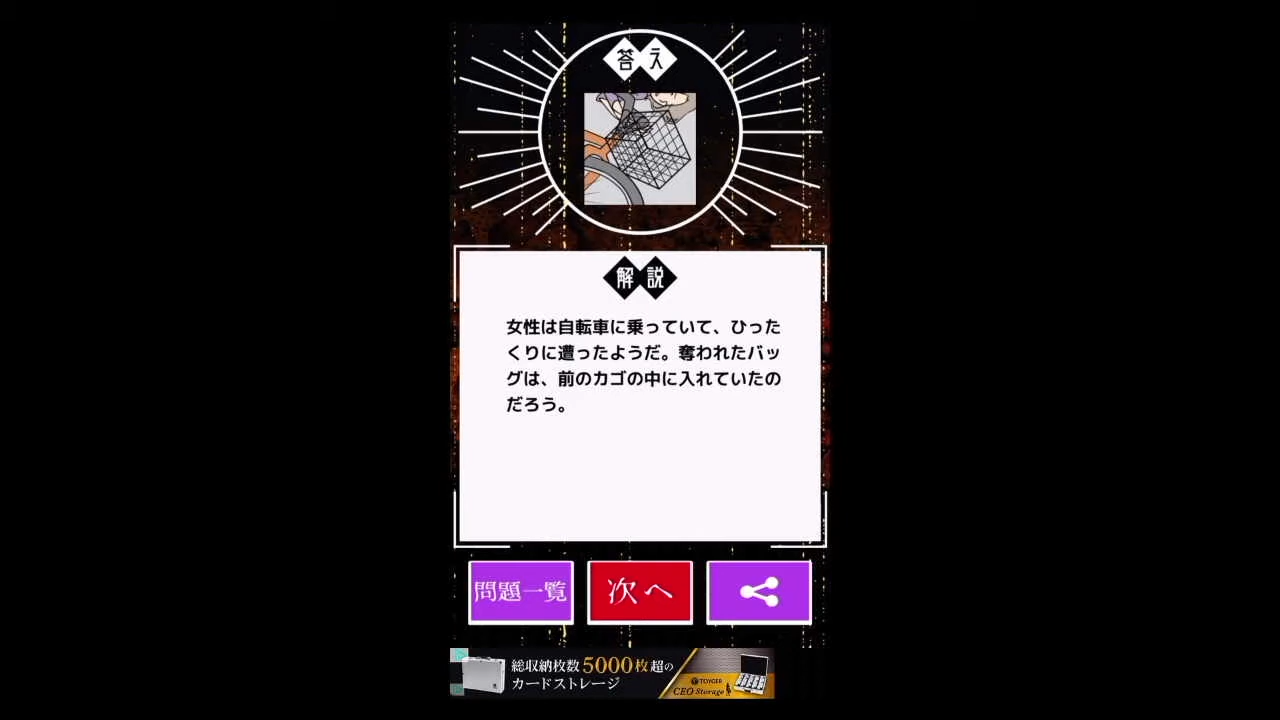 答え
解説
女性は自転車に乗っていて、ひった
くりに遭ったようだ。奪われたバッ
グは、前のカゴの中に入れていたの
だろう。
問題一覧
次へ
総収納枚数5000枚超の
カードストレージ
TOYGER
CEO Storage